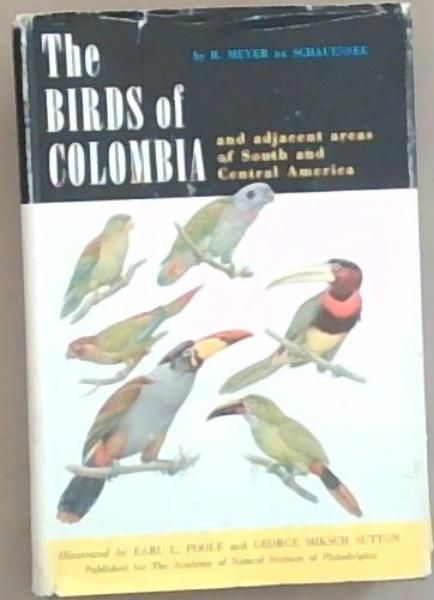 The
BIRDS of
COLOMBIA
by R. MEYER DE SCHAUENSEE
and adjacent areas
of South and
Central America
Illustrated by EARL L. POOLE and GEORGE MIKSCH SUTTON
Published for The Academy of Natural Sciences of Philadelphia